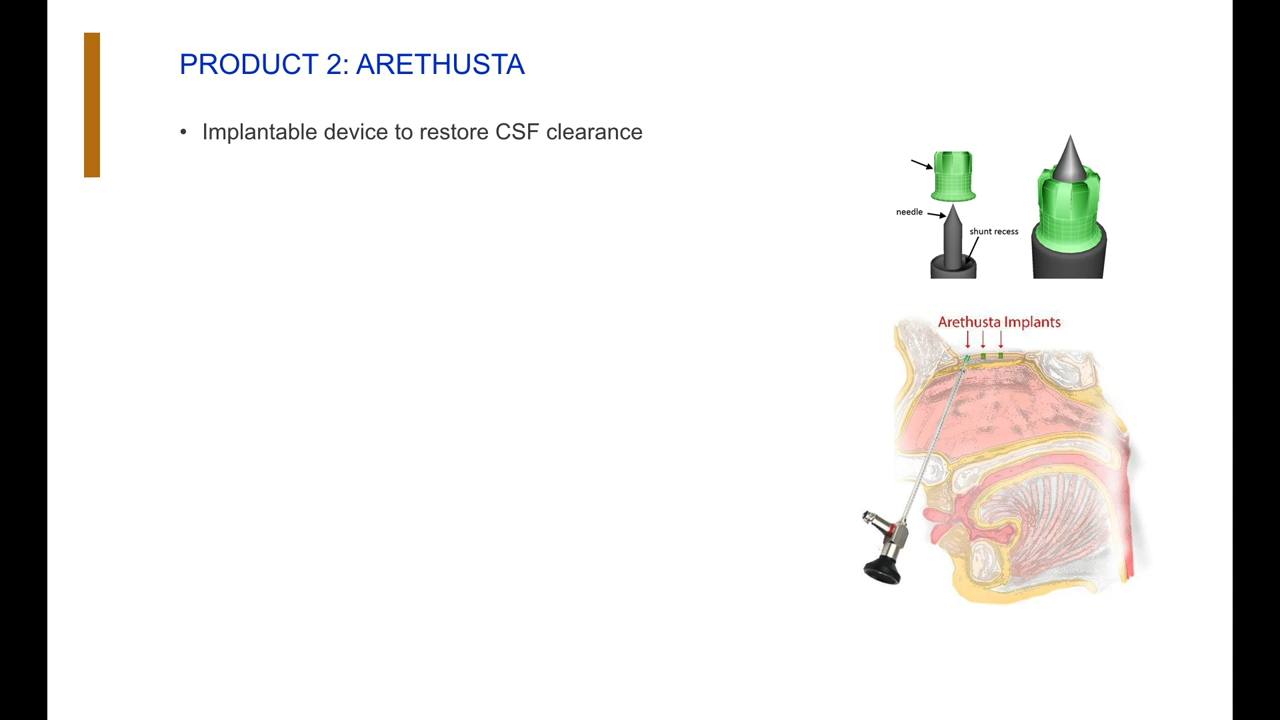 PRODUCT 2: ARETHUSTA
• Implantable device to restore CSF clearance
needle
shunt recess
Arethusta Implants